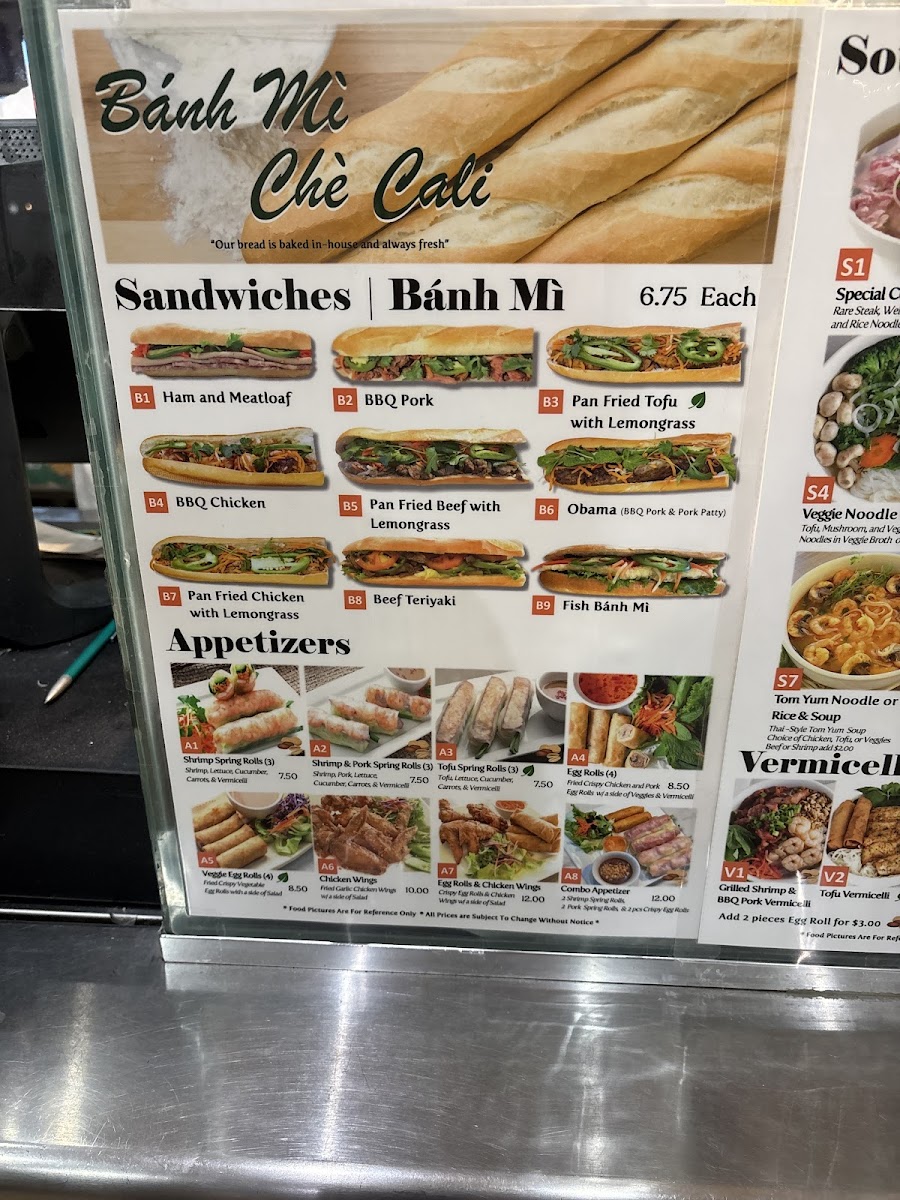 Bánh Mì
Chè Cali
"Our bread is baked in-house and always fresh"
Sandwiches | Bánh Mì 6.75 Each
B1 Ham and Meatloaf
B2 BBQ Pork
B3 Pan Fried Tofu
with Lemongrass
B4 BBQ Chicken
B5 Pan Fried Beef with
Lemongrass
B6 Obama (BBQ Pork & Pork Patty)
B7 Pan Fried Chicken
with Lemongrass
B8 Beef Teriyaki
B9 Fish Bánh Mì
Appetizers
A1
Shrimp Spring Rolls (3)
Shrimp, Lettuce, Cucumber,
Carrots, & Vermicelli 7.50
A2
Shrimp & Pork Spring Rolls (3)
Shrimp, Pork, Lettuce,
Cucumber, Carrots, & Vermicelli 7.50
A3
Tofu Spring Rolls (3)
Tofu, Lettuce, Cucumber,
Carrots, & Vermicelli 7.50
A4
Egg Rolls (4)
Fried Crispy Chicken and Pork 8.50
Egg Rolls w/a side of Veggies & Vermicelli
A5
Veggie Egg Rolls (4)
Fried Crispy Vegetable 8.50
Egg Rolls with a side of Salad
A6
Chicken Wings
Fried Garlic Chicken Wings 10.00
w/a side of Salad
A7
Egg Rolls & Chicken Wings
Crispy Egg Rolls & Chicken 12.00
Wings w/a side of Salad
A8
Combo Appetizer
2 Shrimp Spring Rolls, 12.00
2 Pork Spring Rolls, & 2 pcs Crispy Egg Rolls
* Food Pictures Are For Reference Only * All Prices are Subject To Change Without Notice *
S1
Special
Rare Steak,
and Rice
S4
Veggie Noodle
Tofu, Mushroom, and
Noodles in Veggie Broth
S7
Tom Yum Noodle or
Rice & Soup
Thai-Style Tom Yum Soup
Choice of Chicken, Tofu, or Veggies
Beef or Shrimp add $2.00
V1
Grilled Shrimp &
BBQ Pork Vermicelli
V2
Tofu Vermicelli
Add 2 pieces Egg Roll for $3.00
* Food Pictures Are For